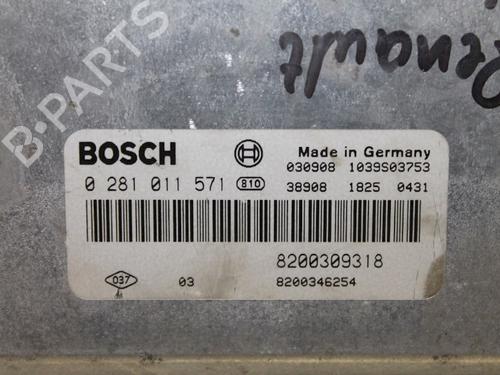 B-PARTS
Renault
BOSCH
Made in Germany
030908 1039S03753
0 281 011 571 810
38908 1825 0431
8200309318
037
03
8200346254